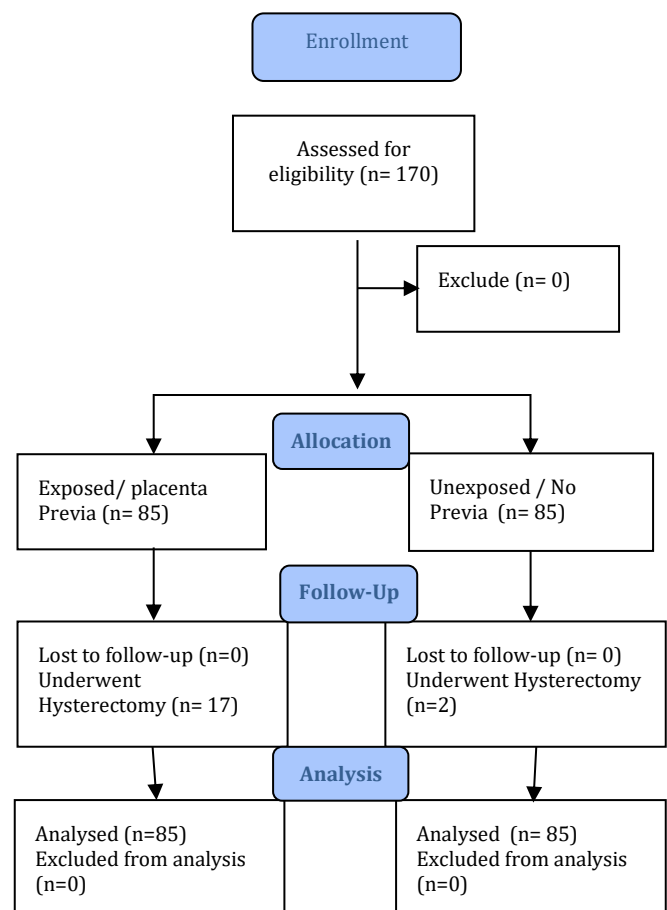 Enrollment
Assessed for
eligibility (n= 170)
Exclude (n= 0)
Allocation
Exposed/ placenta
Previa (n= 85)
Unexposed / No
Previa  (n= 85)
Follow-Up
Lost to follow-up (n=0)
Underwent
Hysterectomy (n= 17)
Lost to follow-up (n= 0)
Underwent Hysterectomy
(n=2)
Analysis
Analysed (n=85)
Excluded from analysis
(n=0)
Analysed  (n= 85)
Excluded from analysis
(n=0)